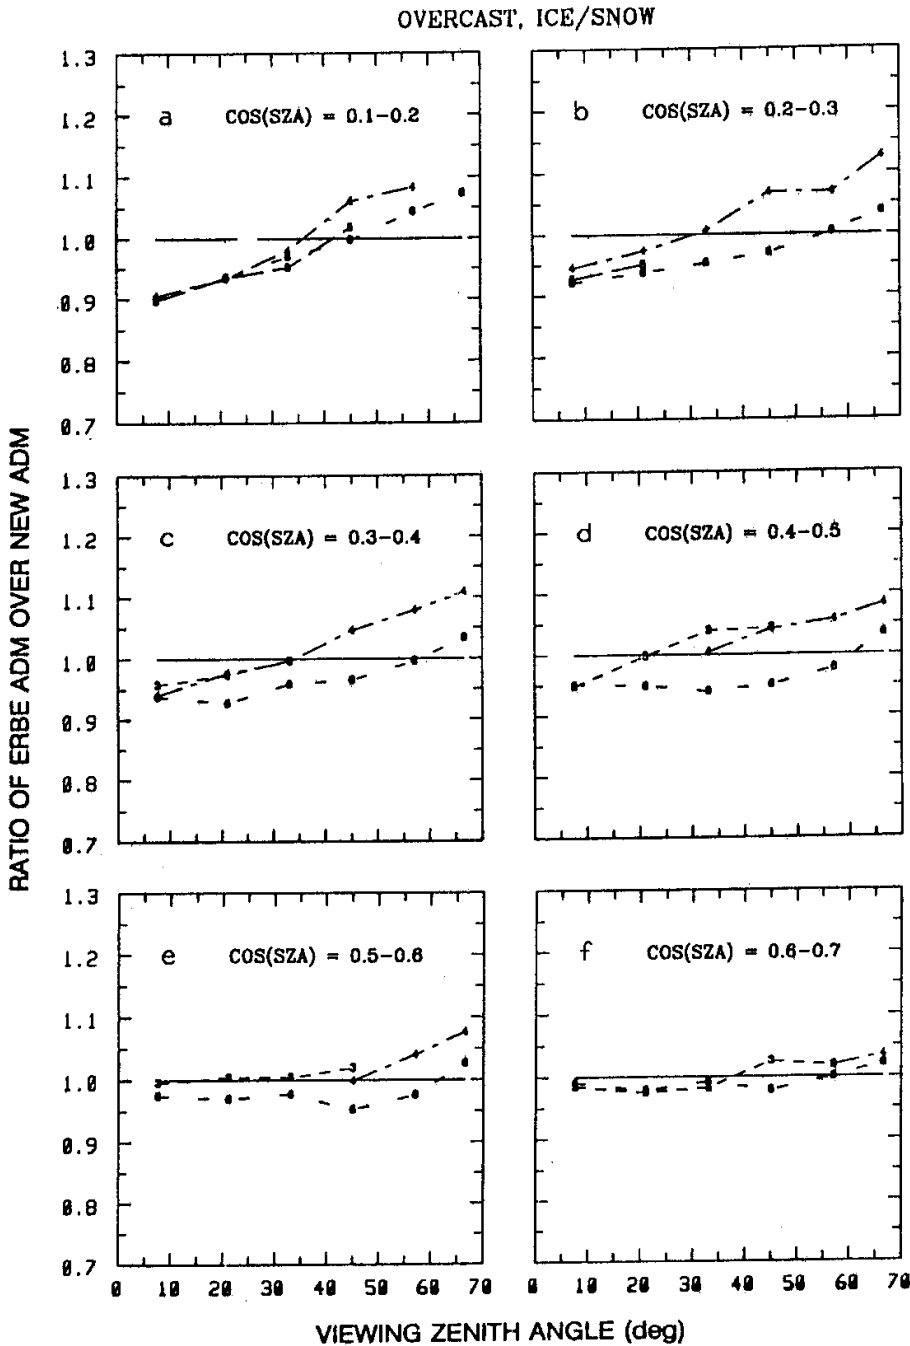 OVERCAST, ICE/SNOW
RATIO OF ERBE ADM OVER NEW ADM
1.3
1.2
1.1
1.0
0.9
0.8
0.7
a COS(SZA) = 0.1-0.2
b COS(SZA) = 0.2-0.3
1.3
1.2
1.1
1.0
0.9
0.8
0.7
c COS(SZA) = 0.3-0.4
d COS(SZA) = 0.4-0.5
1.3
1.2
1.1
1.0
0.9
0.8
0.7
e COS(SZA) = 0.5-0.6
f COS(SZA) = 0.6-0.7
0 10 20 30 40 50 60 70
0 10 20 30 40 50 60 70
VIEWING ZENITH ANGLE (deg)